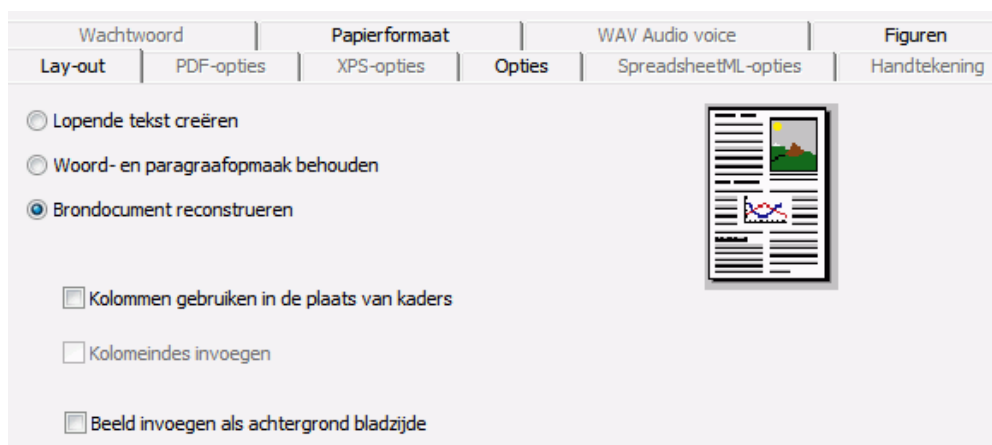 Wachtwoord Papierformaat WAV Audio voice Figuren
Lay-out PDF-opties XPS-opties Opties SpreadsheetML-opties Handtekening
Lopende tekst creëren
Woord- en paragraafopmaak behouden
Brondocument reconstrueren
Kolommen gebruiken in de plaats van kaders
Kolomeindes invoegen
Beeld invoegen als achtergrond bladzijde